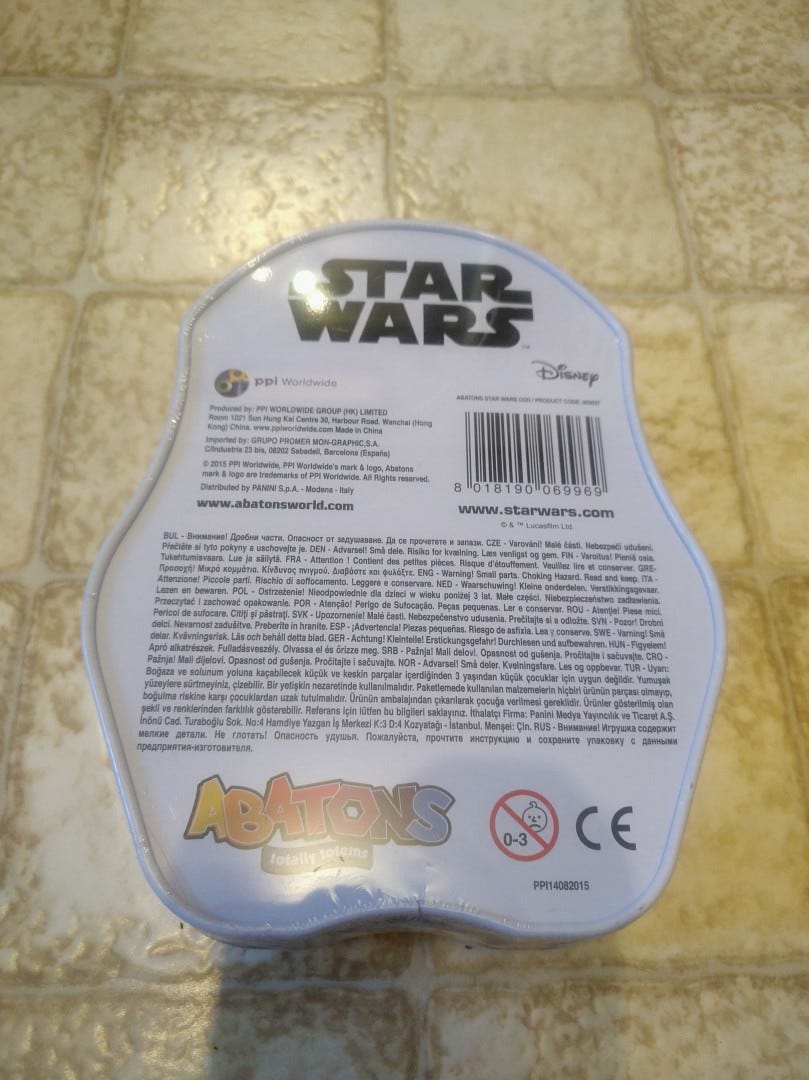 STAR
WARS
TM
Disney
ppi Worldwide
ABATONS STAR WARS DUO / PRODUCT CODE:
Produced by: PPI WORLDWIDE GROUP (HK) LIMITED
Room 1021 Sun Hung Kai Centre 30, Harbour Road, Wanchai (Hong
Kong) China. www.ppiworldwide.com Made in China
Imported by: GRUPO PROMER MON-GRAPHIC,S.A.
C/Industria 23 bis, 08202 Sabadell, Barcelona (España)
© 2015 PPI Worldwide, PPI Worldwide's mark & logo, Abatons
mark & logo are trademarks of PPI Worldwide. All Rights reserved.
Distributed by PANINI S.p.A. - Modena - Italy
www.abatonsworld.com
8 018190 069969
www.starwars.com
© & ™ Lucasfilm Ltd.
BUL - Внимание! Дребни части. Опасност от задушаване. Да се прочетете и запази. CZE - Varování! Malé části. Nebezpečí udušení.
Přečtěte si tyto pokyny a uschovejte je. DEN - Advarsel! Små dele. Risiko for kvælning. Læs venligst og gem. FIN - Varoitus! Pieniä osia.
Tukehtumisvaara. Lue ja säilytä. FRA - Attention ! Contient des petites pièces. Risque d'étouffement. Veuillez lire et conserver. GRE-
Προσοχή! Μικρά κομμάτια. Κίνδυνος πνιγμού. Διαβάστε και φυλάξτε. ENG - Warning! Small parts. Choking Hazard. Read and keep. ITA -
Attenzione! Piccole parti. Rischio di soffocamento. Leggere e conservare. NED - Waarschuwing! Kleine onderdelen. Verstikkingsgevaar.
Lezen en bewaren. POL - Ostrzeżenie! Nieodpowiednie dla dzieci w wieku poniżej 3 lat. Małe części. Niebezpieczeństwo zadławienia.
Przeczytać i zachować opakowanie. POR - Atenção! Perigo de Sufocação. Peças pequenas. Ler e conservar. ROU - Atenţie! Piese mici.
Pericol de sufocare. Citiţi şi păstraţi. SVK - Upozornenie! Malé časti. Nebezpečenstvo udusenia. Prečítajte si a odložte. SVN - Pozor! Drobni
delci. Nevarnost zadušitve. Preberite in hranite. ESP - ¡Advertencia! Piezas pequeñas. Riesgo de asfixia. Lea y conserve. SWE - Varning! Små
delar. Kvävningsrisk. Läs och behåll detta blad. GER - Achtung! Kleinteile! Erstickungsgefahr! Durchlesen und aufbewahren. HUN - Figyelem!
Apró alkatrészek. Fulladásveszély. Olvassa el és őrizze meg. SRB - Pažnja! Mali delovi. Opasnost od gušenja. Pročitajte i sačuvajte. CRO -
Pažnja! Mali dijelovi. Opasnost od gušenja. Pročitajte i sačuvajte. NOR - Advarsel! Små deler. Kvelningsfare. Les og oppbevar. TUR - Uyarı:
Boğaza ve solunum yoluna kaçabilecek küçük ve keskin parçalar içerdiğinden 3 yaşından küçük çocuklar için uygun değildir. Yumuşak
yüzeylere sürtmeyiniz, çizebilir. Bir yetişkin nezaretinde kullanılmalıdır. Paketlemede kullanılan malzemelerin hiçbiri ürünün parçası olmayıp,
boğulma riskine karşı çocuklardan uzak tutulmalıdır. Ürünün ambalajından çıkarılarak çocuğa verilmesi gereklidir. Ürünler gösterilmiş olan
şekil ve renklerinden farklılık gösterebilir. Referans için lütfen bu bilgileri saklayınız. İthalatçı Firma: Panini Medya Yayıncılık ve Ticaret A.Ş.
İnönü Cad. Turaboğlu Sok. No:4 Hamdiye Yazgan İş Merkezi K:3 D:4 Kozyatağı - İstanbul. Menşei: Çin. RUS - Внимание! Игрушка содержит
мелкие детали. Не глотать! Опасность удушья. Пожалуйста, прочтите инструкцию и сохраните упаковку с данными
предприятия-изготовителя.
ABATONS
totally totems
0-3
CE
PPI14082015